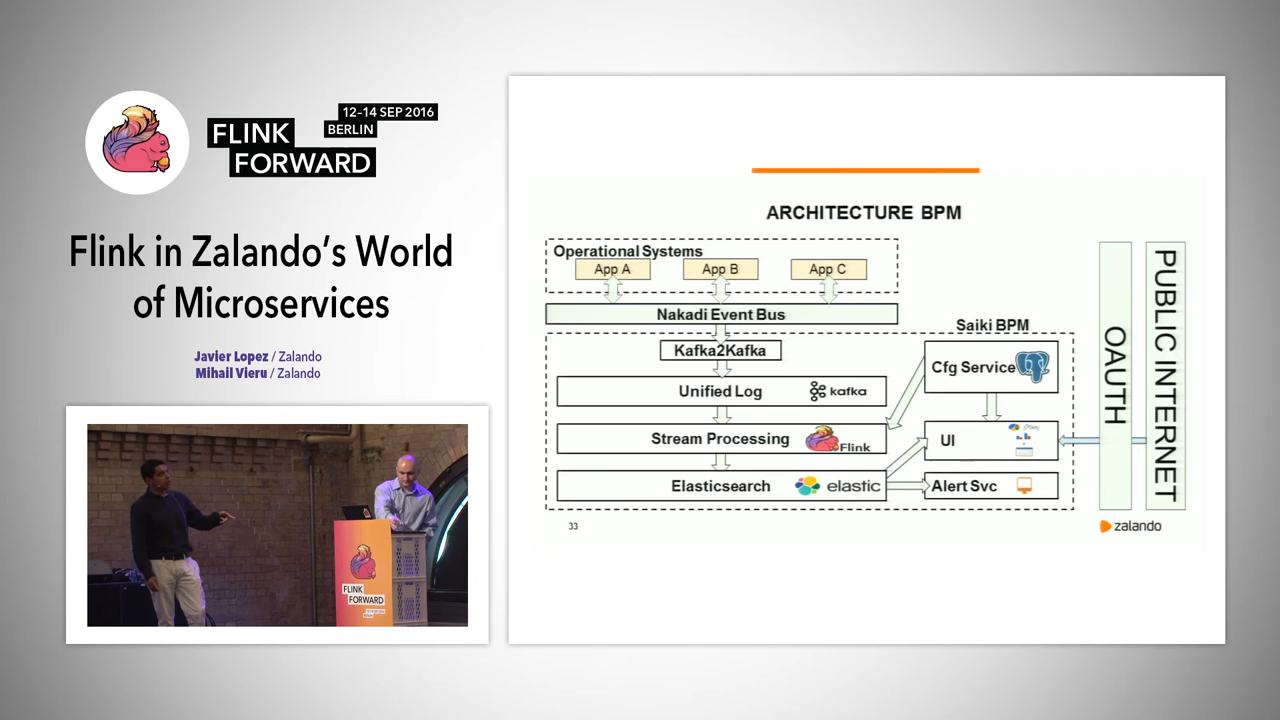 12–14 SEP 2016
BERLIN
FLINK
FORWARD
Flink in Zalando’s World
of Microservices
Javier Lopez / Zalando
Mihail Vieru / Zalando
FLINK
FORWARD
ARCHITECTURE BPM
Operational Systems
App A
App B
App C
Nakadi Event Bus
Saiki BPM
Kafka2Kafka
Cfg Service
Unified Log
kafka
Stream Processing
Flink
UI
Elasticsearch
elastic
Alert Svc
OAUTH
PUBLIC INTERNET
33
zalando